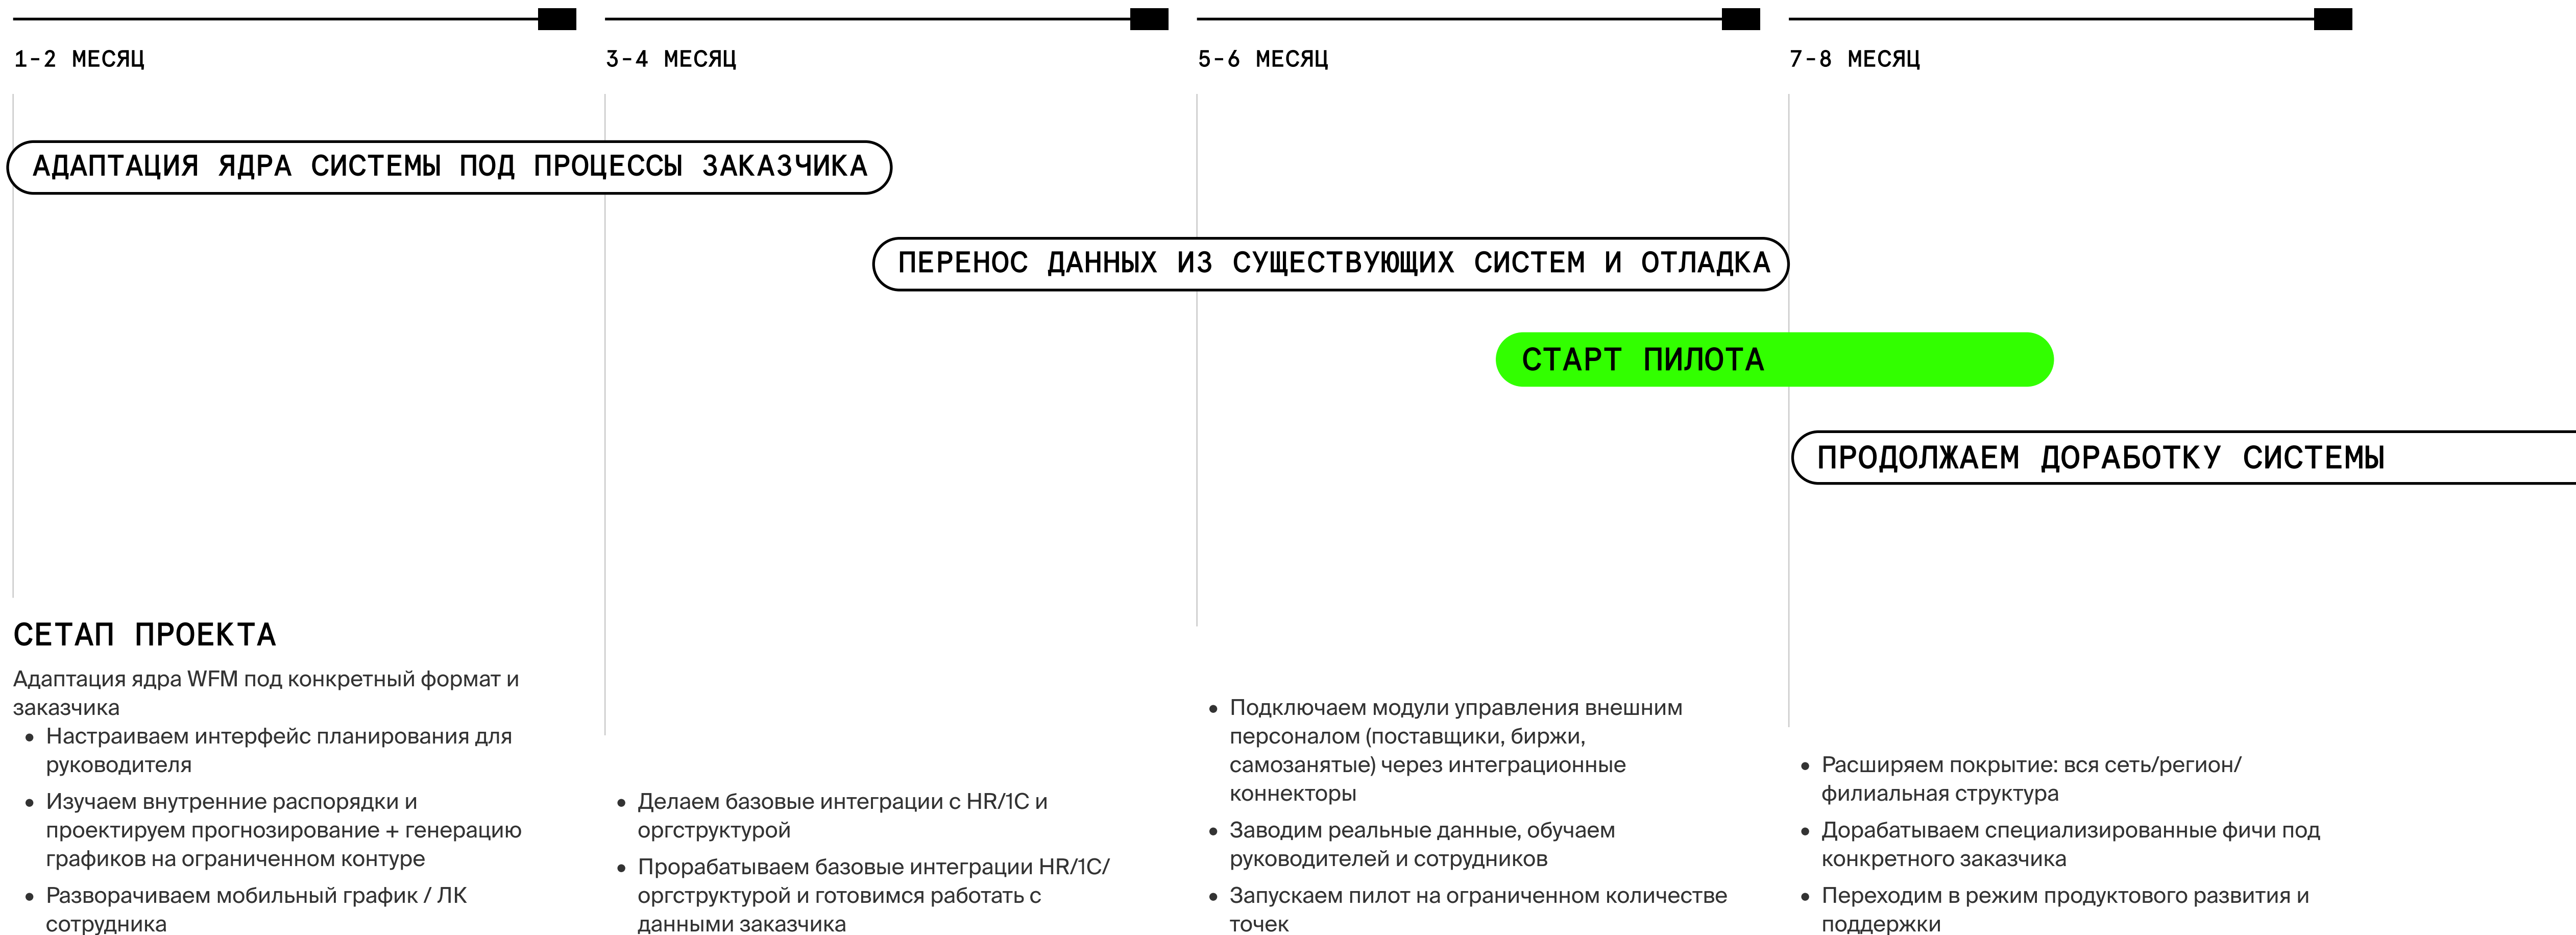 1-2 МЕСЯЦ
3-4 МЕСЯЦ
5-6 МЕСЯЦ
7-8 МЕСЯЦ
АДАПТАЦИЯ ЯДРА СИСТЕМЫ ПОД ПРОЦЕССЫ ЗАКАЗЧИКА
ПЕРЕНОС ДАННЫХ ИЗ СУЩЕСТВУЮЩИХ СИСТЕМ И ОТЛАДКА
СТАРТ ПИЛОТА
ПРОДОЛЖАЕМ ДОРАБОТКУ СИСТЕМЫ
СЕТАП ПРОЕКТА
Адаптация ядра WFM под конкретный формат и
заказчика
• Настраиваем интерфейс планирования для
руководителя
• Изучаем внутренние распорядки и
проектируем прогнозирование + генерацию
графиков на ограниченном контуре
• Разворачиваем мобильный график / ЛК
сотрудника
• Делаем базовые интеграции с HR/1С и
оргструктурой
• Прорабатываем базовые интеграции HR/1С/
оргструктурой и готовимся работать с
данными заказчика
• Подключаем модули управления внешним
персоналом (поставщики, биржи,
самозанятые) через интеграционные
коннекторы
• Заводим реальные данные, обучаем
руководителей и сотрудников
• Запускаем пилот на ограниченном количестве
точек
• Расширяем покрытие: вся сеть/регион/
филиальная структура
• Дорабатываем специализированные фичи под
конкретного заказчика
• Переходим в режим продуктового развития и
поддержки